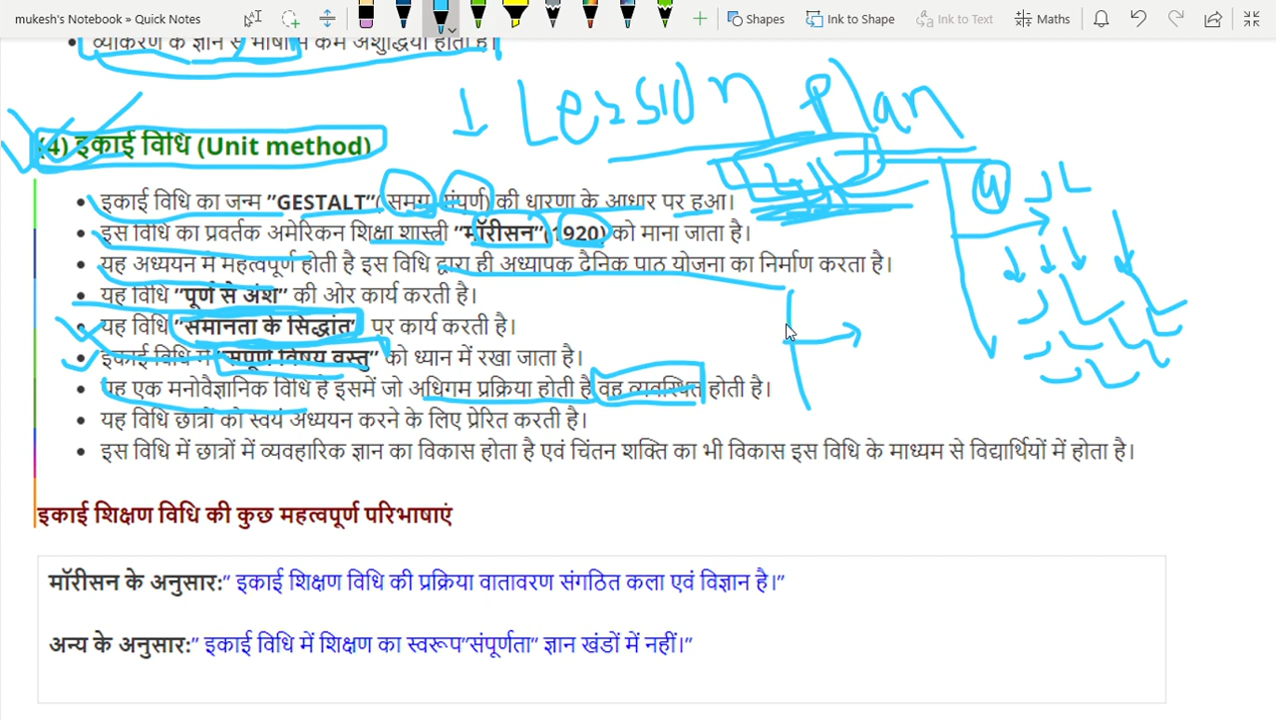 mukesh's Notebook » Quick Notes
Shapes
Ink to Shape
Ink to Text
Maths
व्याकरण के ज्ञान से भाषा में कम अशुद्धियां होती है।
1 Lession plan
(4) इकाई विधि (Unit method)
इकाई विधि का जन्म "GESTALT"( समग्र संपूर्ण) की धारणा के आधार पर हुआ।
इस विधि का प्रवर्तक अमेरिकन शिक्षा शास्त्री "मॉरीसन"(1920) को माना जाता है।
यह अध्ययन में महत्वपूर्ण होती है इस विधि द्वारा ही अध्यापक दैनिक पाठ योजना का निर्माण करता है।
यह विधि "पूर्ण से अंश" की ओर कार्य करती है।
यह विधि "समानता के सिद्धांत" पर कार्य करती है।
इकाई विधि में "संपूर्ण विषय वस्तु" को ध्यान में रखा जाता है।
यह एक मनोवैज्ञानिक विधि है इसमें जो अधिगम प्रक्रिया होती है वह व्यवस्थित होती है।
यह विधि छात्रों को स्वयं अध्ययन करने के लिए प्रेरित करती है।
इस विधि में छात्रों में व्यवहारिक ज्ञान का विकास होता है एवं चिंतन शक्ति का भी विकास इस विधि के माध्यम से विद्यार्थियों में होता है।
इकाई शिक्षण विधि की कुछ महत्वपूर्ण परिभाषाएं
मॉरीसन के अनुसार:" इकाई शिक्षण विधि की प्रक्रिया वातावरण संगठित कला एवं विज्ञान है।"
अन्य के अनुसार:" इकाई विधि में शिक्षण का स्वरूप"संपूर्णता" ज्ञान खंडों में नहीं।"